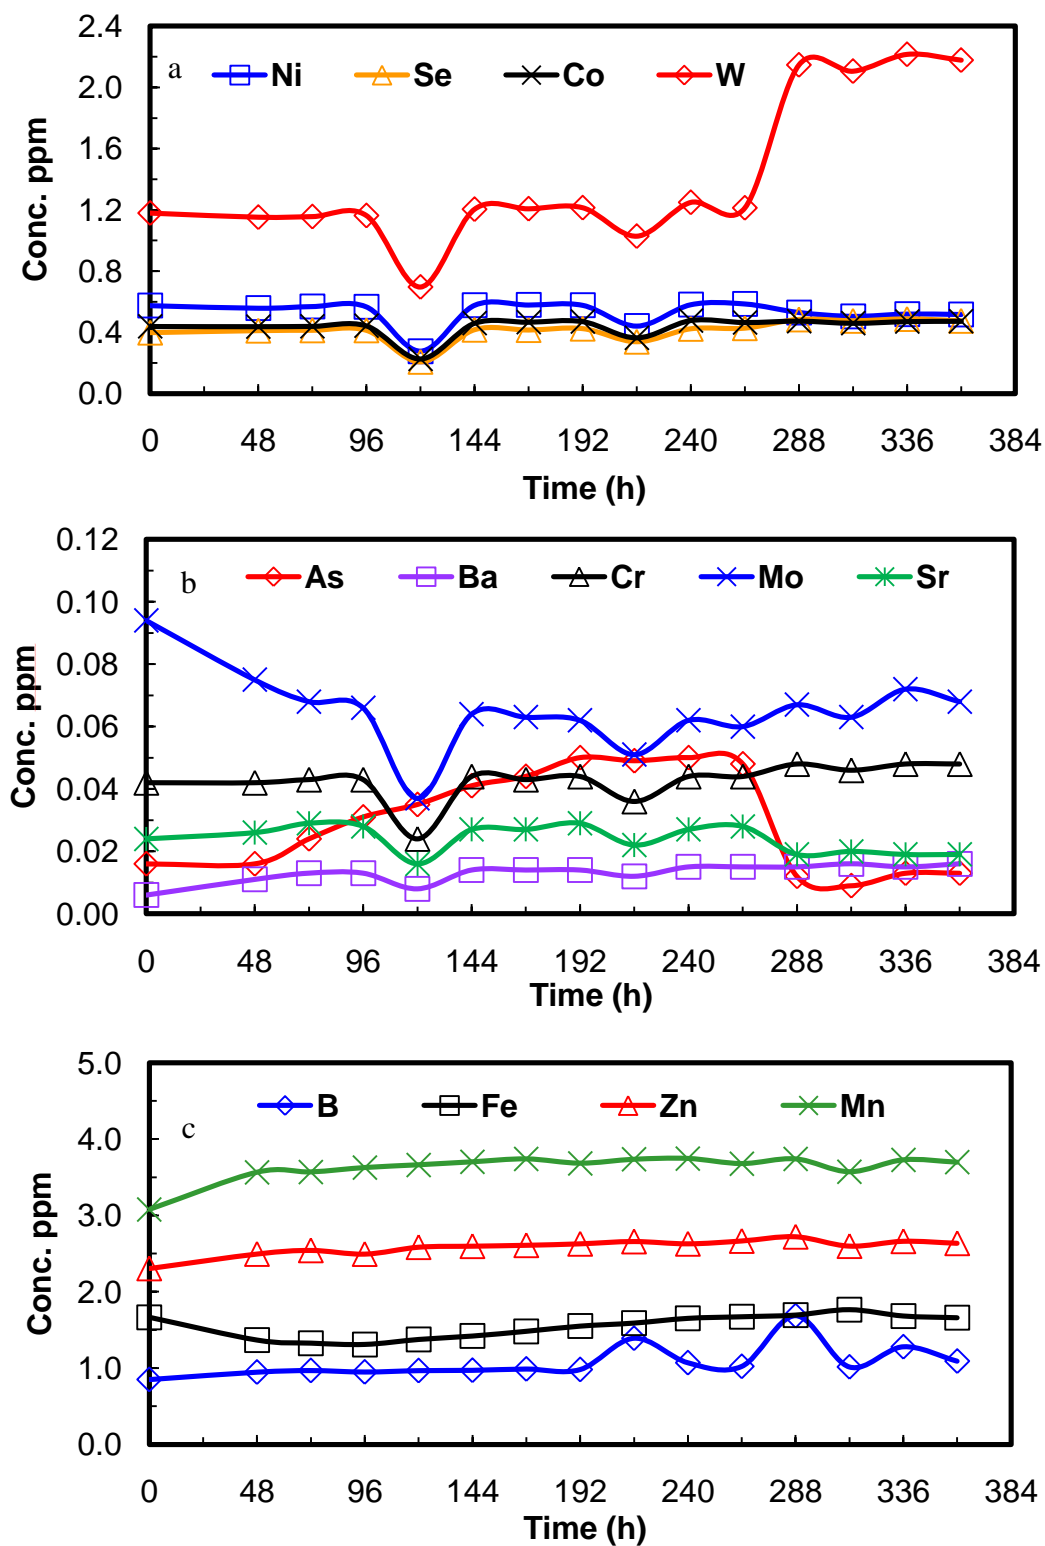 2.4
a Ni Se Co W
2.0
1.6
1.2
0.8
0.4
0.0
Conc. ppm
0 48 96 144 192 240 288 336 384
Time (h)
0.12
b As Ba Cr Mo Sr
0.10
0.08
0.06
0.04
0.02
0.00
Conc. ppm
0 48 96 144 192 240 288 336 384
Time (h)
5.0
B Fe Zn Mn
c
4.0
3.0
2.0
1.0
0.0
Conc. ppm
0 48 96 144 192 240 288 336 384
Time (h)